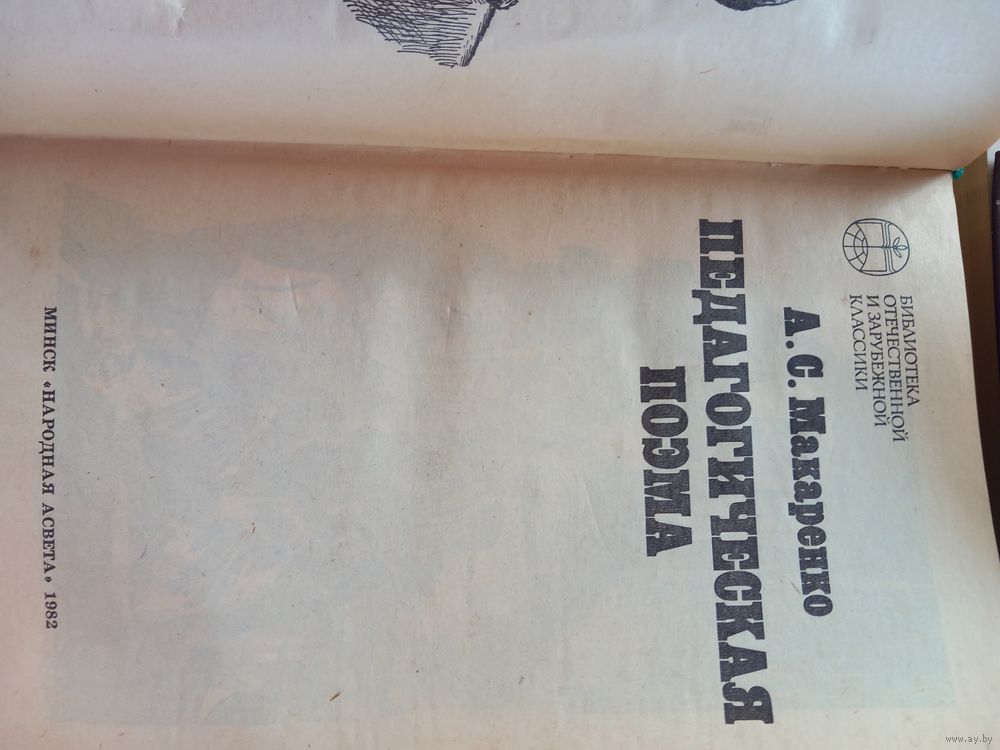 БИБЛИОТЕКА
ОТЕЧЕСТВЕННОЙ
И ЗАРУБЕЖНОЙ
КЛАССИКИ
А. С. Макаренко
ПЕДАГОГИЧЕСКАЯ
ПОЭМА
МИНСК «НАРОДНАЯ АСВЕТА» 1982
www.ay.by